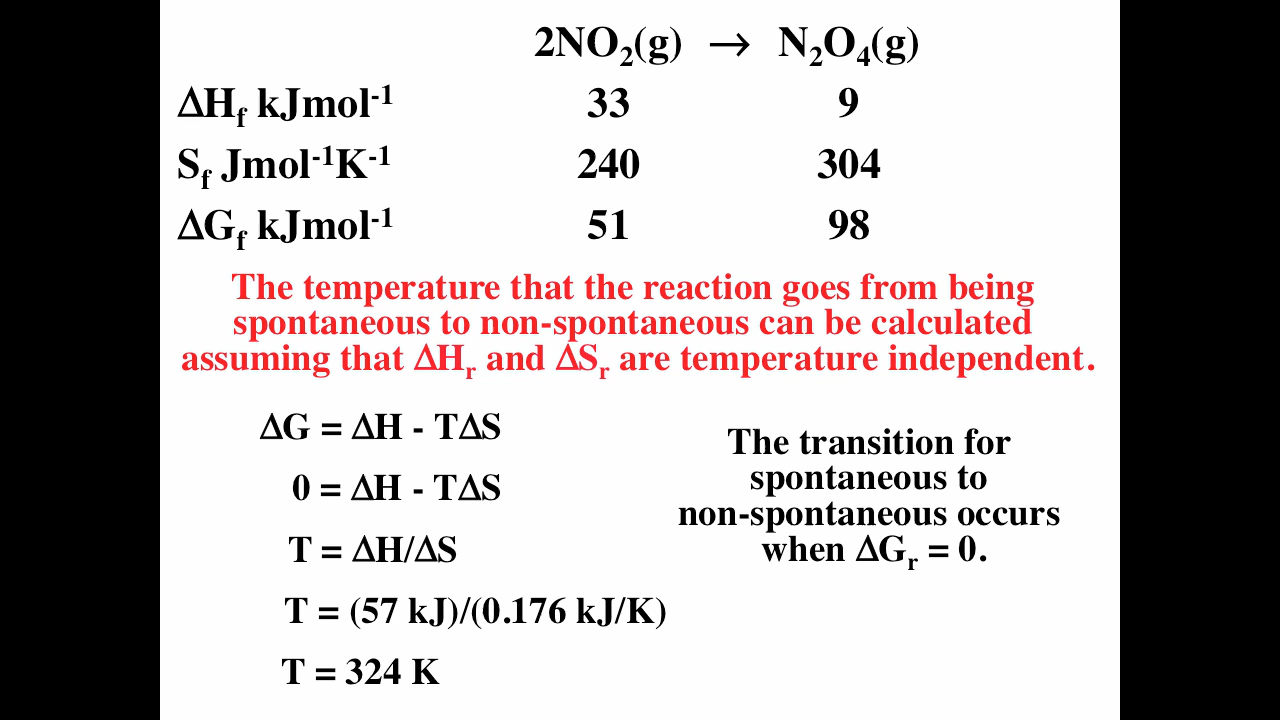 2NO₂(g) → N₂O₄(g)
ΔHf kJmol⁻¹ 33 9
Sf Jmol⁻¹K⁻¹ 240 304
ΔGf kJmol⁻¹ 51 98
The temperature that the reaction goes from being
spontaneous to non-spontaneous can be calculated
assuming that ΔHr and ΔSr are temperature independent.
ΔG = ΔH - TΔS
0 = ΔH - TΔS
T = ΔH/ΔS
T = (57 kJ)/(0.176 kJ/K)
T = 324 K
The transition for
spontaneous to
non-spontaneous occurs
when ΔGr = 0.